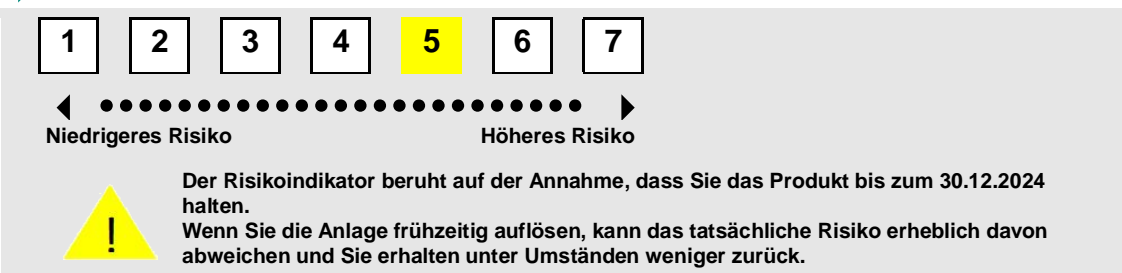 1 2 3 4 5 6 7
Niedrigeres Risiko Höheres Risiko
Der Risikoindikator beruht auf der Annahme, dass Sie das Produkt bis zum 30.12.2024
halten.
Wenn Sie die Anlage frühzeitig auflösen, kann das tatsächliche Risiko erheblich davon
abweichen und Sie erhalten unter Umständen weniger zurück.
!